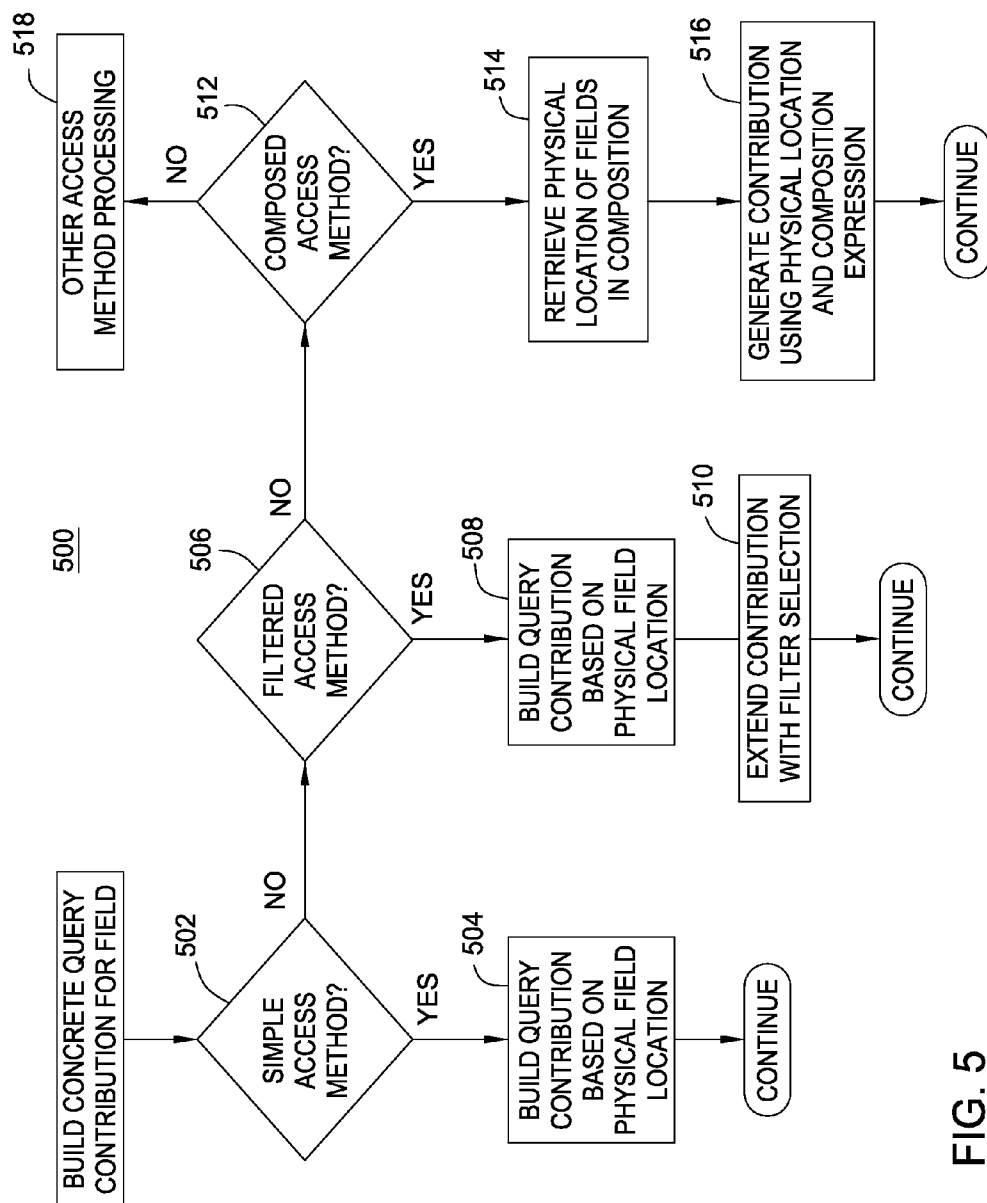 500
BUILD CONCRETE QUERY
CONTRIBUTION FOR FIELD
502
SIMPLE
ACCESS
METHOD?
NO
YES
504
BUILD QUERY
CONTRIBUTION
BASED ON
PHYSICAL FIELD
LOCATION
CONTINUE
506
FILTERED
ACCESS
METHOD?
NO
YES
508
BUILD QUERY
CONTRIBUTION
BASED ON
PHYSICAL FIELD
LOCATION
510
EXTEND CONTRIBUTION
WITH FILTER SELECTION
CONTINUE
512
COMPOSED
ACCESS
METHOD?
NO
518
OTHER ACCESS
METHOD PROCESSING
YES
514
RETRIEVE PHYSICAL
LOCATION OF FIELDS
IN COMPOSITION
516
GENERATE CONTRIBUTION
USING PHYSICAL LOCATION
AND COMPOSITION
EXPRESSION
CONTINUE
FIG. 5